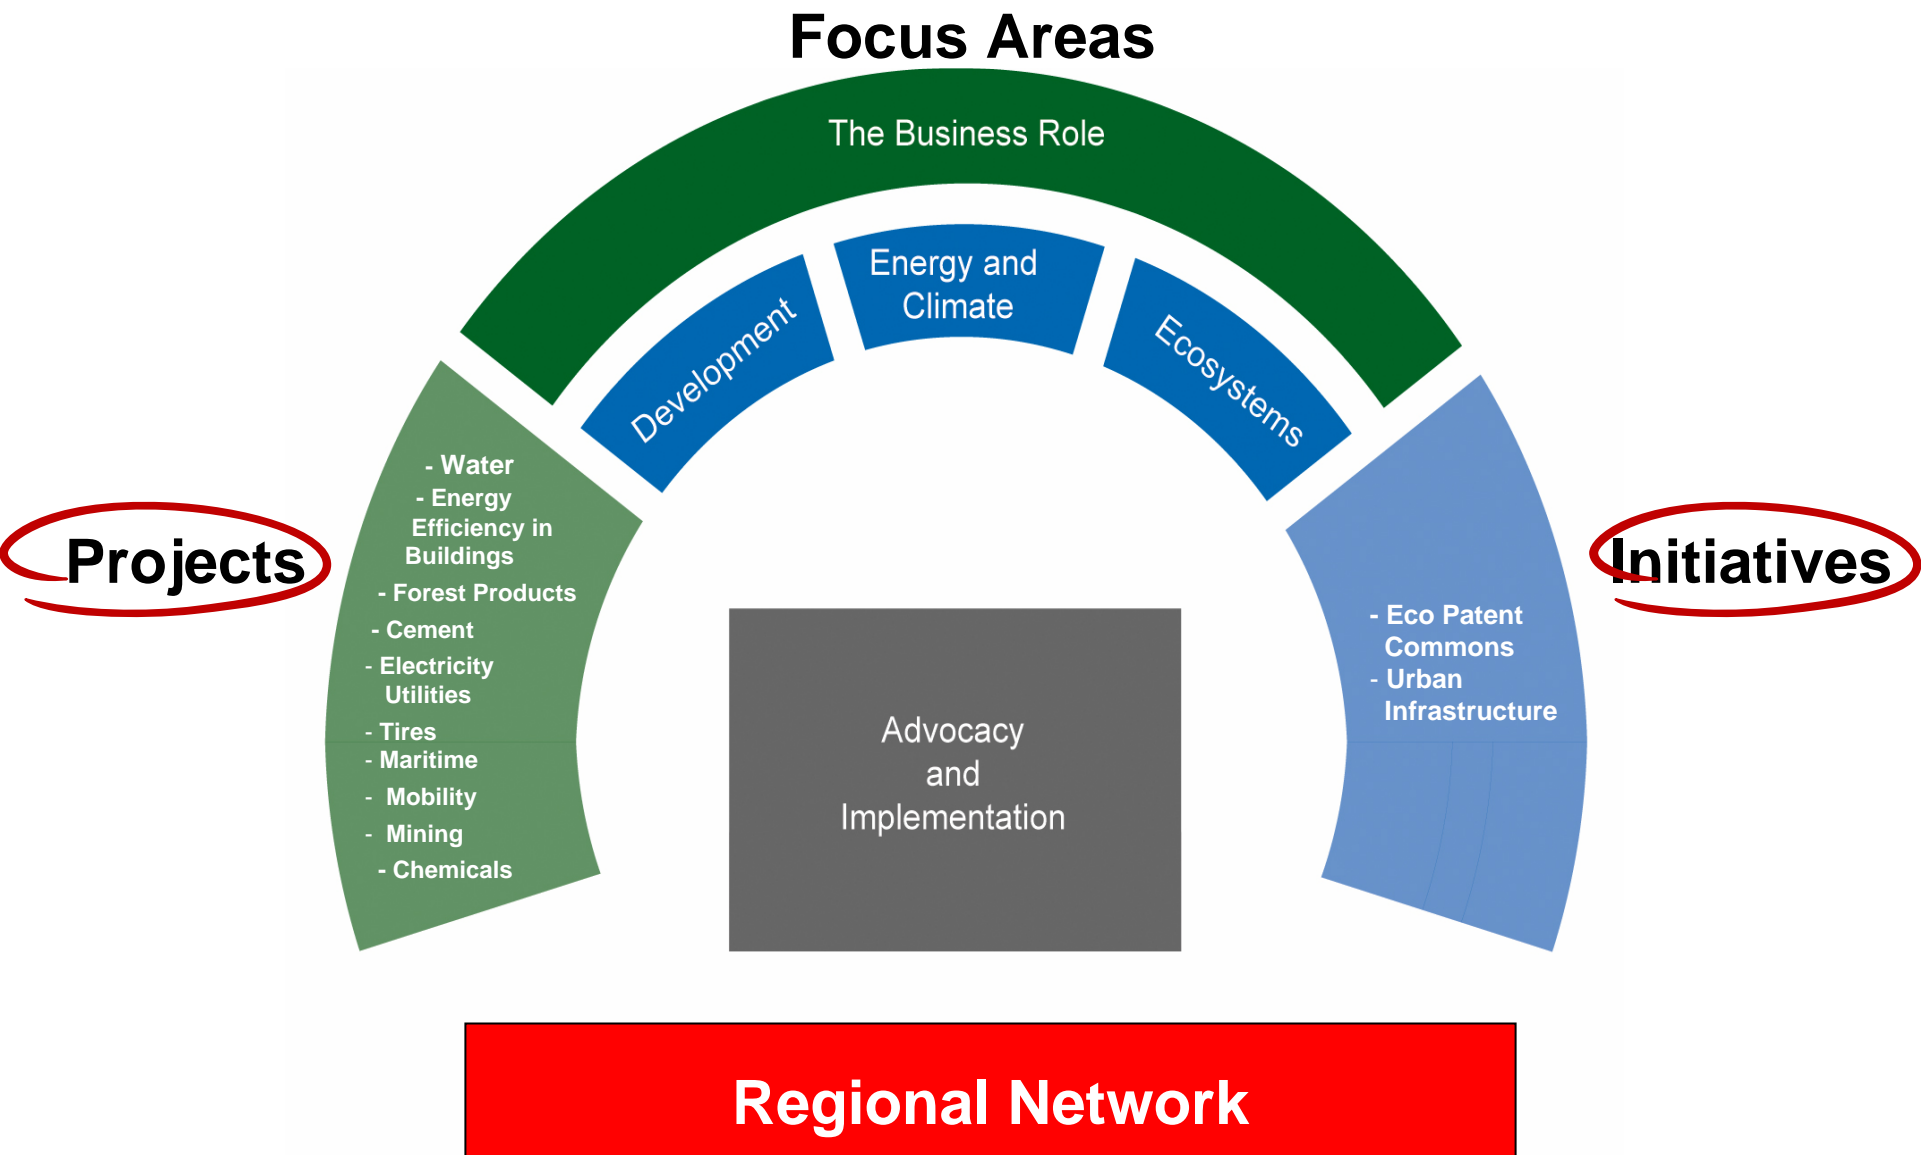 Focus Areas
The Business Role
Development
Energy and
Climate
Ecosystems
Projects
- Water
- Energy
Efficiency in
Buildings
- Forest Products
- Cement
- Electricity
Utilities
- Tires
- Maritime
- Mobility
- Mining
- Chemicals
Initiatives
- Eco Patent
Commons
- Urban
Infrastructure
Advocacy
and
Implementation
Regional Network